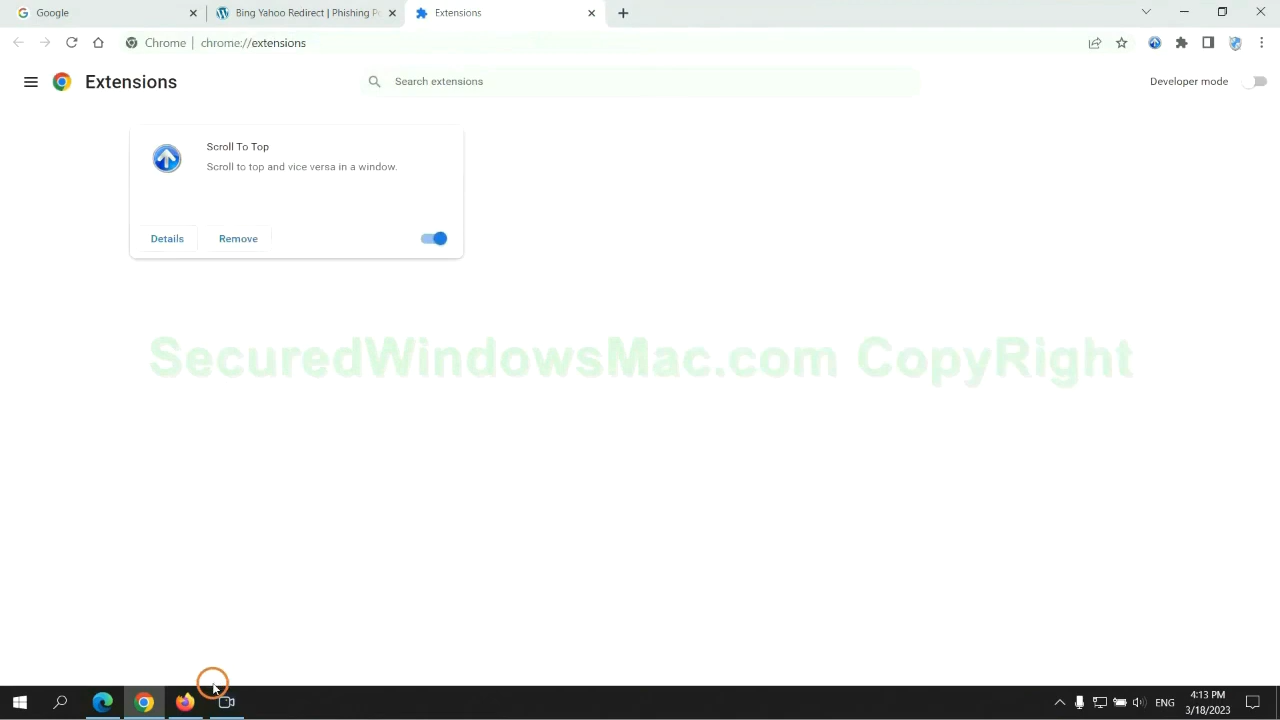 Google
Bing Yahoo Redirect | Phishing Po
Extensions
Chrome | chrome://extensions
Extensions
Search extensions
Developer mode
Scroll To Top
Scroll to top and vice versa in a window.
Details
Remove
SecuredWindowsMac.com CopyRight
ENG
4:13 PM
3/18/2023